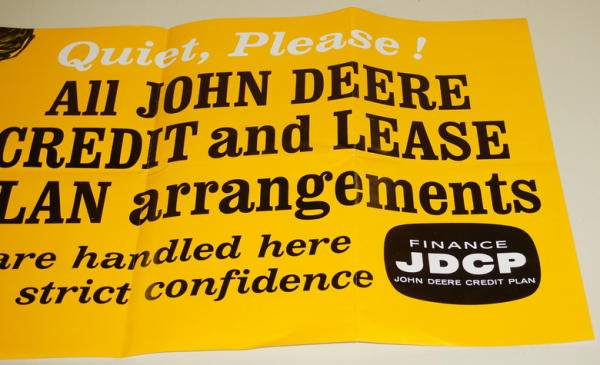 Quiet, Please!
All JOHN DEERE
CREDIT and LEASE
LAN arrangements
are handled here
strict confidence
FINANCE
JDCP
JOHN DEERE CREDIT PLAN